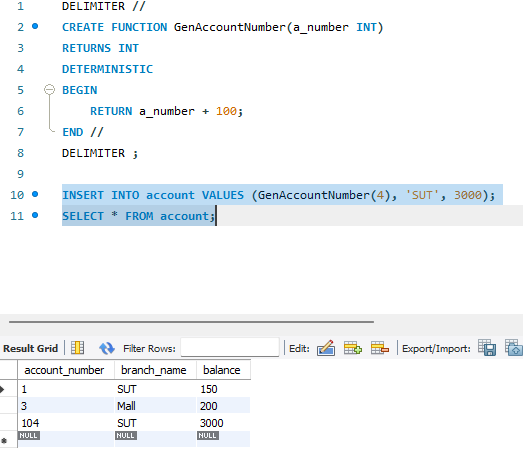 1 DELIMITER //
2 CREATE FUNCTION GenAccountNumber(a_number INT)
3 RETURNS INT
4 DETERMINISTIC
5 BEGIN
6 RETURN a_number + 100;
7 END //
8 DELIMITER ;
9
10 INSERT INTO account VALUES (GenAccountNumber(4), 'SUT', 3000);
11 SELECT * FROM account;
Result Grid Filter Rows: Edit: Export/Import:
account_number branch_name balance
1 SUT 150
3 Mall 200
104 SUT 3000
NULL NULL NULL